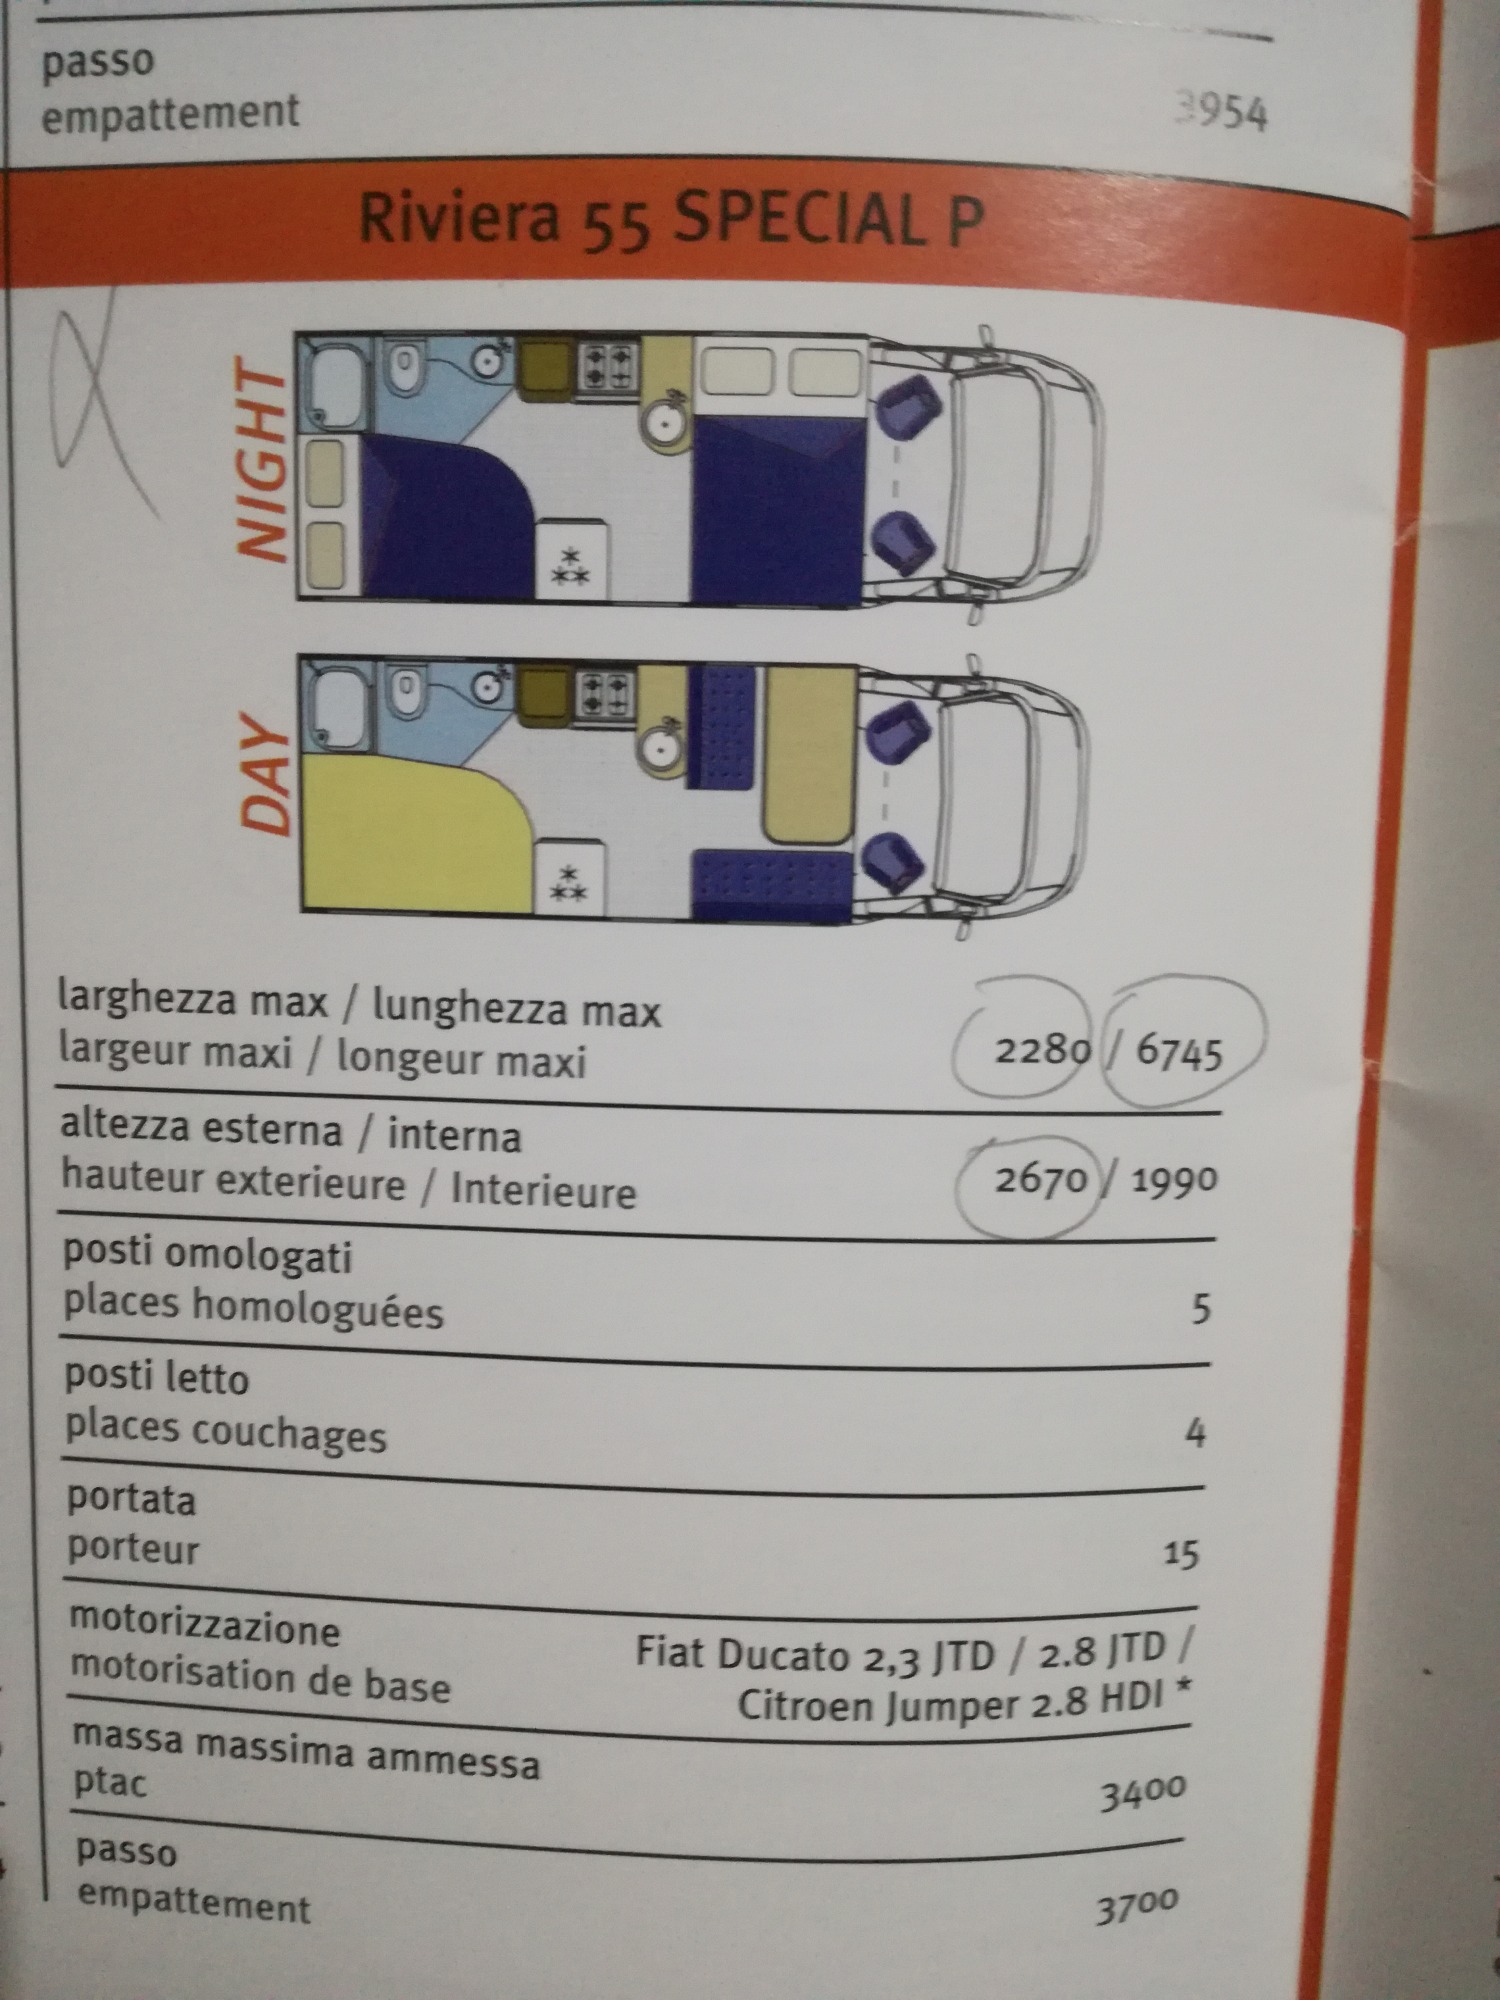 passo
empattement 3954
Riviera 55 SPECIAL P
NIGHT
DAY
larghezza max / lunghezza max
largeur maxi / longeur maxi 2280 / 6745
altezza esterna / interna
hauteur exterieure / Interieure 2670 / 1990
posti omologati
places homologuées 5
posti letto
places couchages 4
portata
porteur 15
motorizzazione Fiat Ducato 2,3 JTD / 2.8 JTD /
motorisation de base Citroen Jumper 2.8 HDI *
massa massima ammessa
ptac 3400
passo
empattement 3700